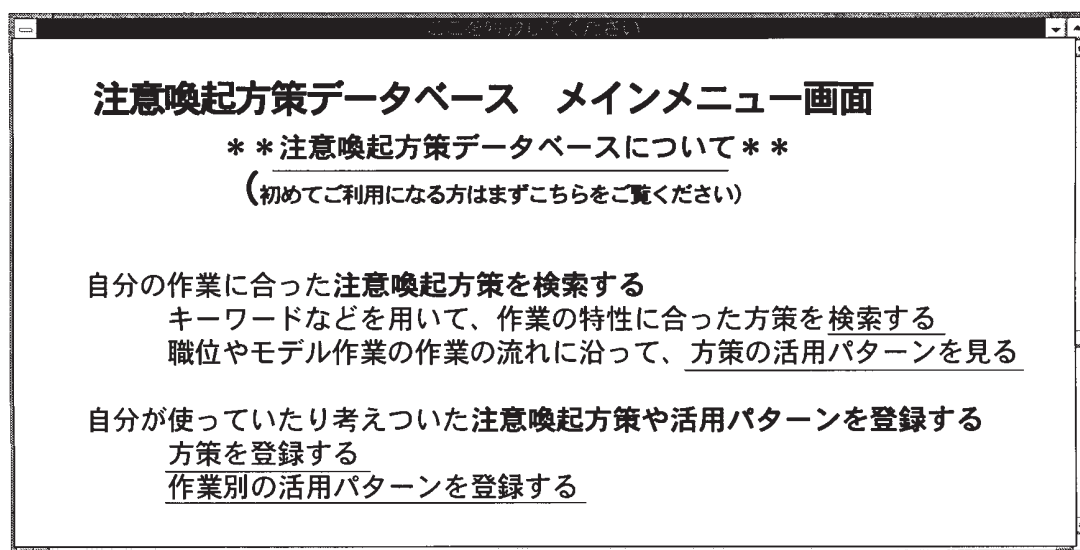 注意喚起方策データベース　メインメニュー画面
＊＊注意喚起方策データベースについて＊＊
(初めてご利用になる方はまずこちらをご覧ください)
自分の作業に合った注意喚起方策を検索する
キーワードなどを用いて、作業の特性に合った方策を検索する
職位やモデル作業の作業の流れに沿って、方策の活用パターンを見る
自分が使っていたり考えついた注意喚起方策や活用パターンを登録する
方策を登録する
作業別の活用パターンを登録する